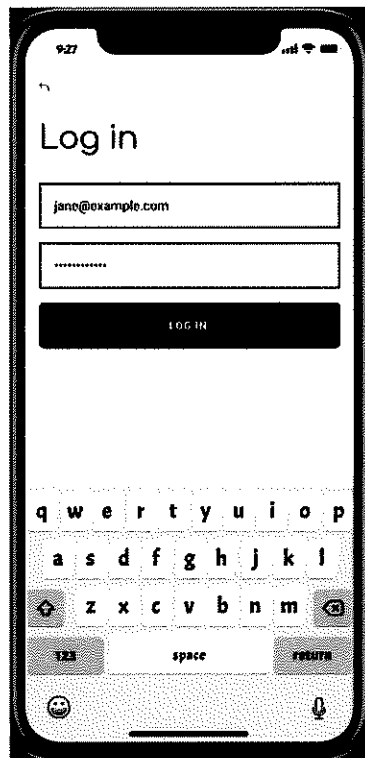 9:27
Log in
jane@example.com
••••••••••••
LOG IN
q w e r t y u i o p
a s d f g h j k l
z x c v b n m
123 space return